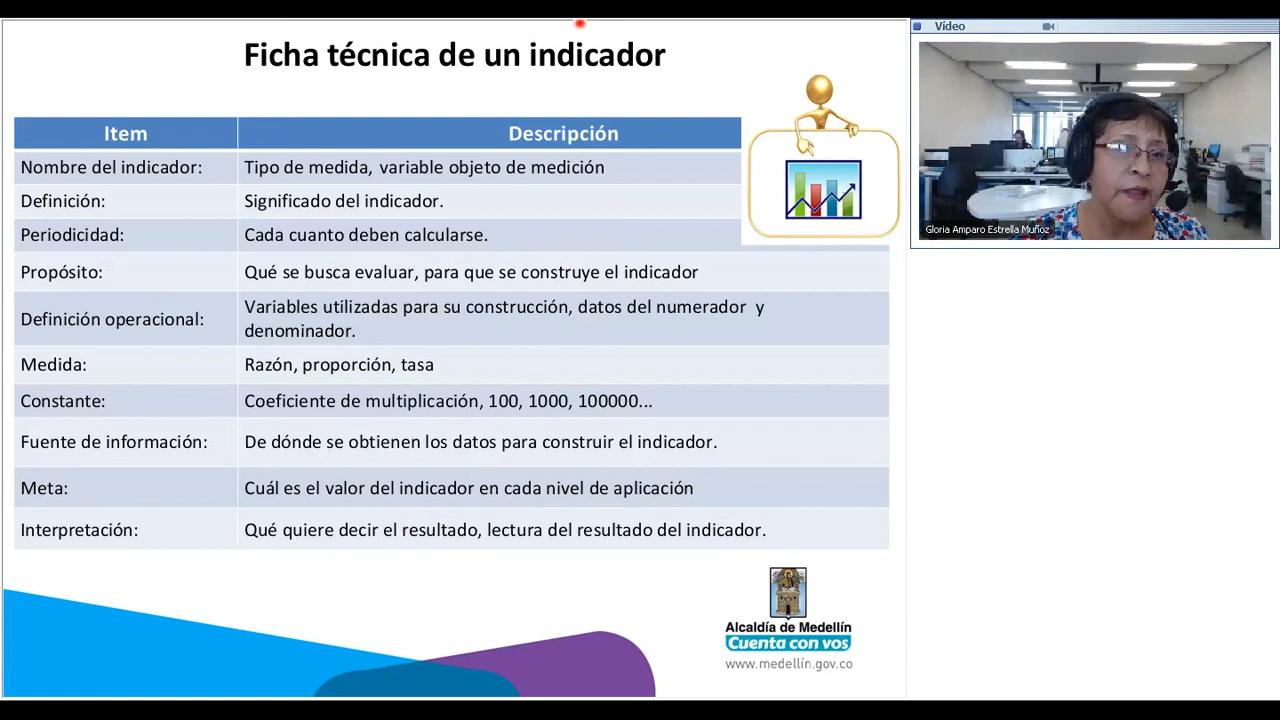 Ficha técnica de un indicador
Vídeo
Item Descripción
Nombre del indicador: Tipo de medida, variable objeto de medición
Definición: Significado del indicador.
Periodicidad: Cada cuanto deben calcularse.
Gloria Amparo Estrella Muñoz
Propósito: Qué se busca evaluar, para que se construye el indicador
Definición operacional: Variables utilizadas para su construcción, datos del numerador y
denominador.
Medida: Razón, proporción, tasa
Constante: Coeficiente de multiplicación, 100, 1000, 100000...
Fuente de información: De dónde se obtienen los datos para construir el indicador.
Meta: Cuál es el valor del indicador en cada nivel de aplicación
Interpretación: Qué quiere decir el resultado, lectura del resultado del indicador.
Alcaldía de Medellín
Cuenta con vos
www.medellín.gov.co